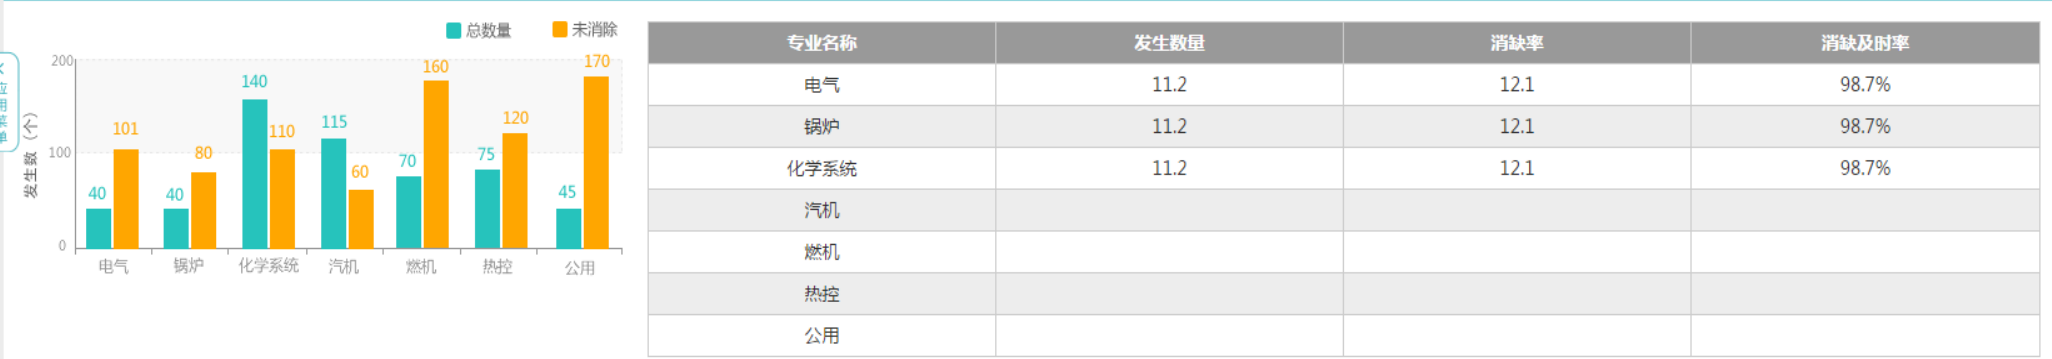 总数量 未消除
200
100
0
发生数（个）
40 101 40 80 140 110 115 60 70 160 75 120 45 170
电气 锅炉 化学系统 汽机 燃机 热控 公用
专业名称 发生数量 消缺率 消缺及时率
电气 11.2 12.1 98.7%
锅炉 11.2 12.1 98.7%
化学系统 11.2 12.1 98.7%
汽机
燃机
热控
公用